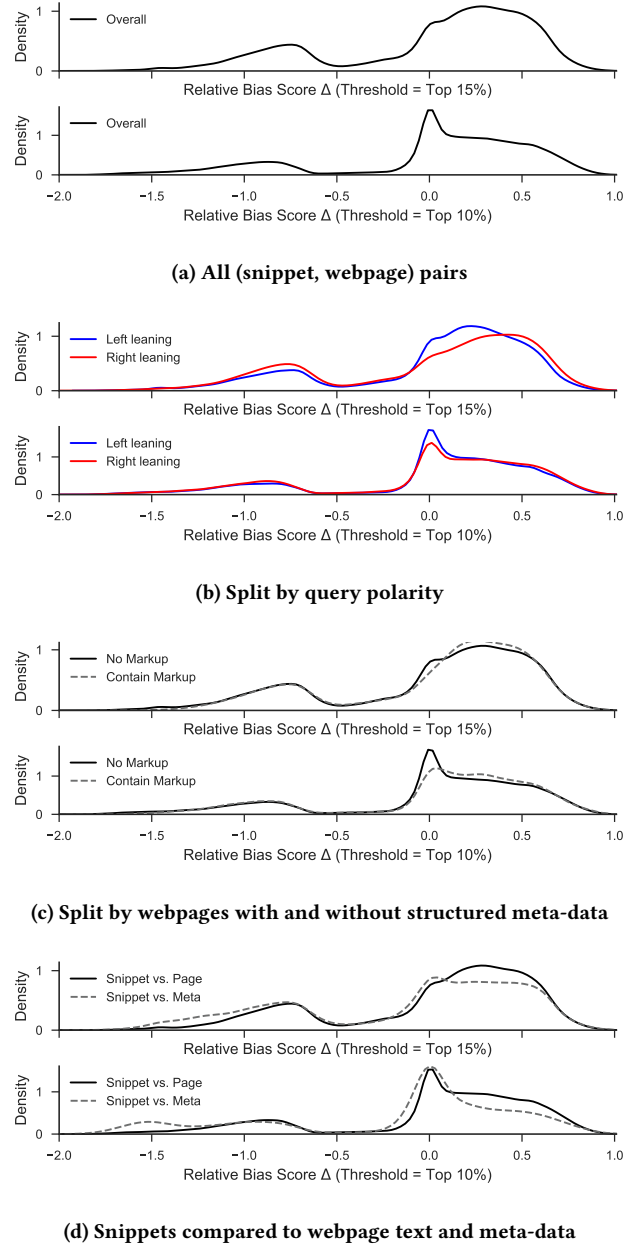 Density
1
0
Overall
Relative Bias Score Δ (Threshold = Top 15%)
Density
1
0
Overall
−2.0 −1.5 −1.0 −0.5 0.0 0.5 1.0
Relative Bias Score Δ (Threshold = Top 10%)
(a) All (snippet, webpage) pairs
Density
1
0
Left leaning
Right leaning
Relative Bias Score Δ (Threshold = Top 15%)
Density
1
0
Left leaning
Right leaning
−2.0 −1.5 −1.0 −0.5 0.0 0.5 1.0
Relative Bias Score Δ (Threshold = Top 10%)
(b) Split by query polarity
Density
1
0
No Markup
Contain Markup
Relative Bias Score Δ (Threshold = Top 15%)
Density
1
0
No Markup
Contain Markup
−2.0 −1.5 −1.0 −0.5 0.0 0.5 1.0
Relative Bias Score Δ (Threshold = Top 10%)
(c) Split by webpages with and without structured meta-data
Density
1
0
Snippet vs. Page
Snippet vs. Meta
Relative Bias Score Δ (Threshold = Top 15%)
Density
1
0
Snippet vs. Page
Snippet vs. Meta
−2.0 −1.5 −1.0 −0.5 0.0 0.5 1.0
Relative Bias Score Δ (Threshold = Top 10%)
(d) Snippets compared to webpage text and meta-data